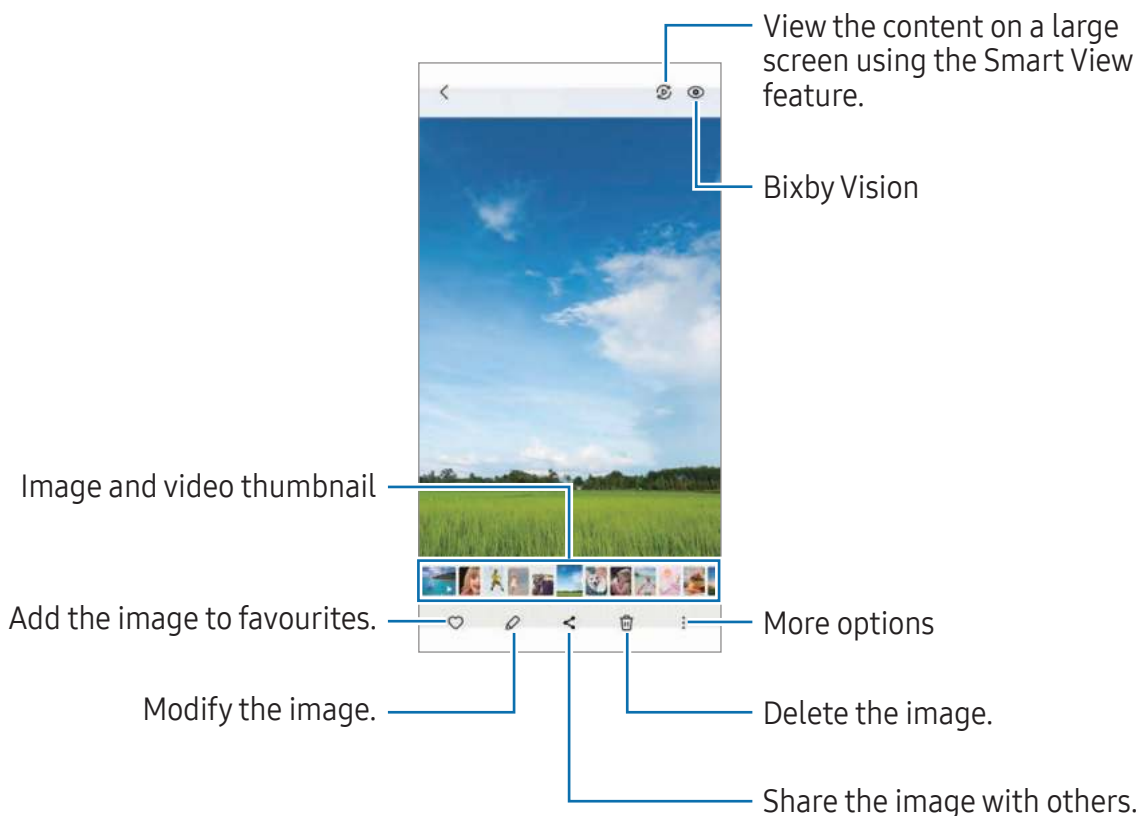 View the content on a large
screen using the Smart View
feature.
Bixby Vision
Image and video thumbnail
Add the image to favourites.
More options
Modify the image.
Delete the image.
Share the image with others.